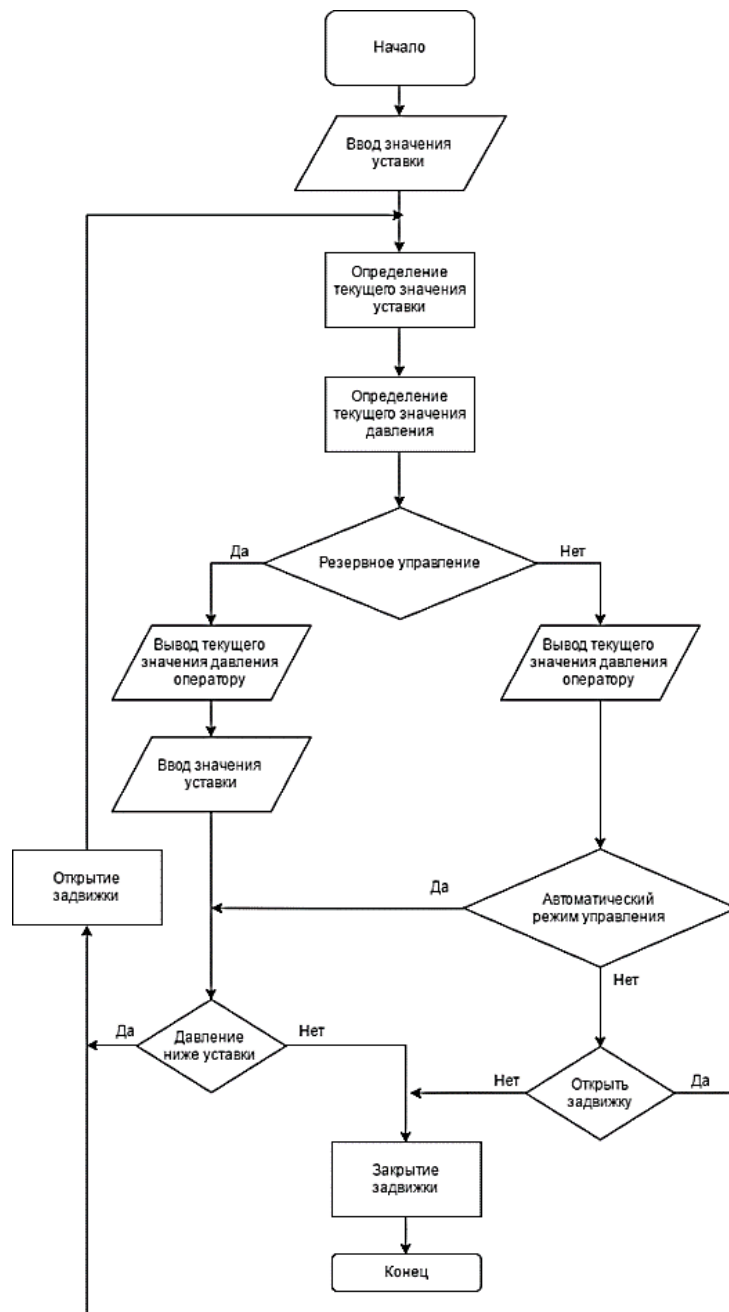 Начало
Ввод значения
уставки
Определение
текущего значения
уставки
Определение
текущего значения
давления
Резервное управление
Да
Нет
Вывод текущего
значения давления
оператору
Вывод текущего
значения давления
оператору
Ввод значения
уставки
Открытие
задвижки
Да
Автоматический
режим управления
Нет
Да
Давление
ниже уставки
Нет
Нет
Открыть
задвижку
Да
Закрытие
задвижки
Конец